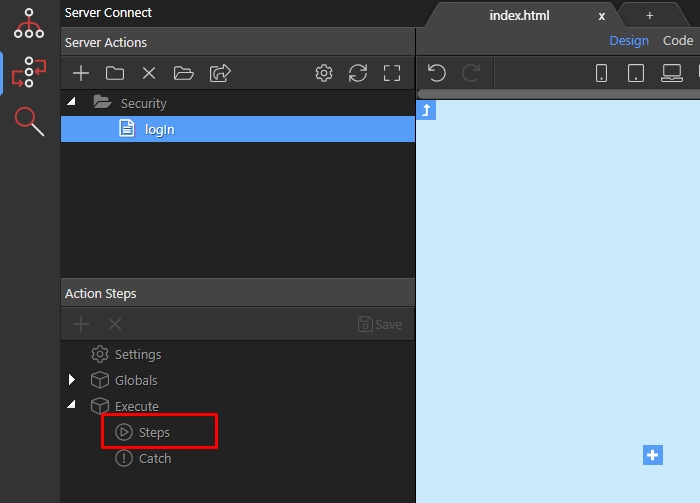 Server Connect
index.html x +
Server Actions
Design Code
Security
logIn
Action Steps
Save
Settings
Globals
Execute
Steps
Catch